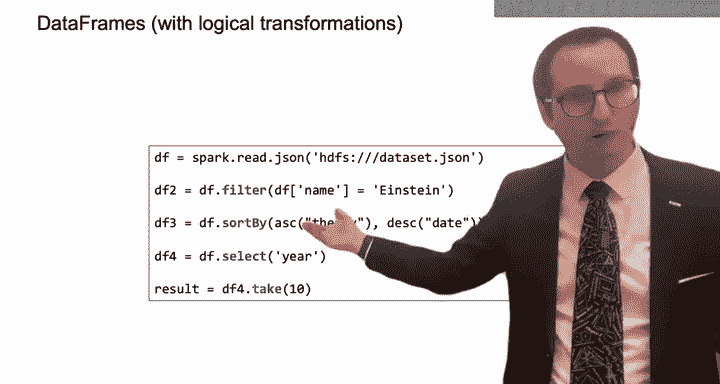 DataFrames (with logical transformations)
df = spark.read.json('hdfs:///dataset.json')
df2 = df.filter(df['name'] = 'Einstein')
df3 = df.sortBy(asc(" "), desc("date"))
df4 = df.select('year')
result = df4.take(10)